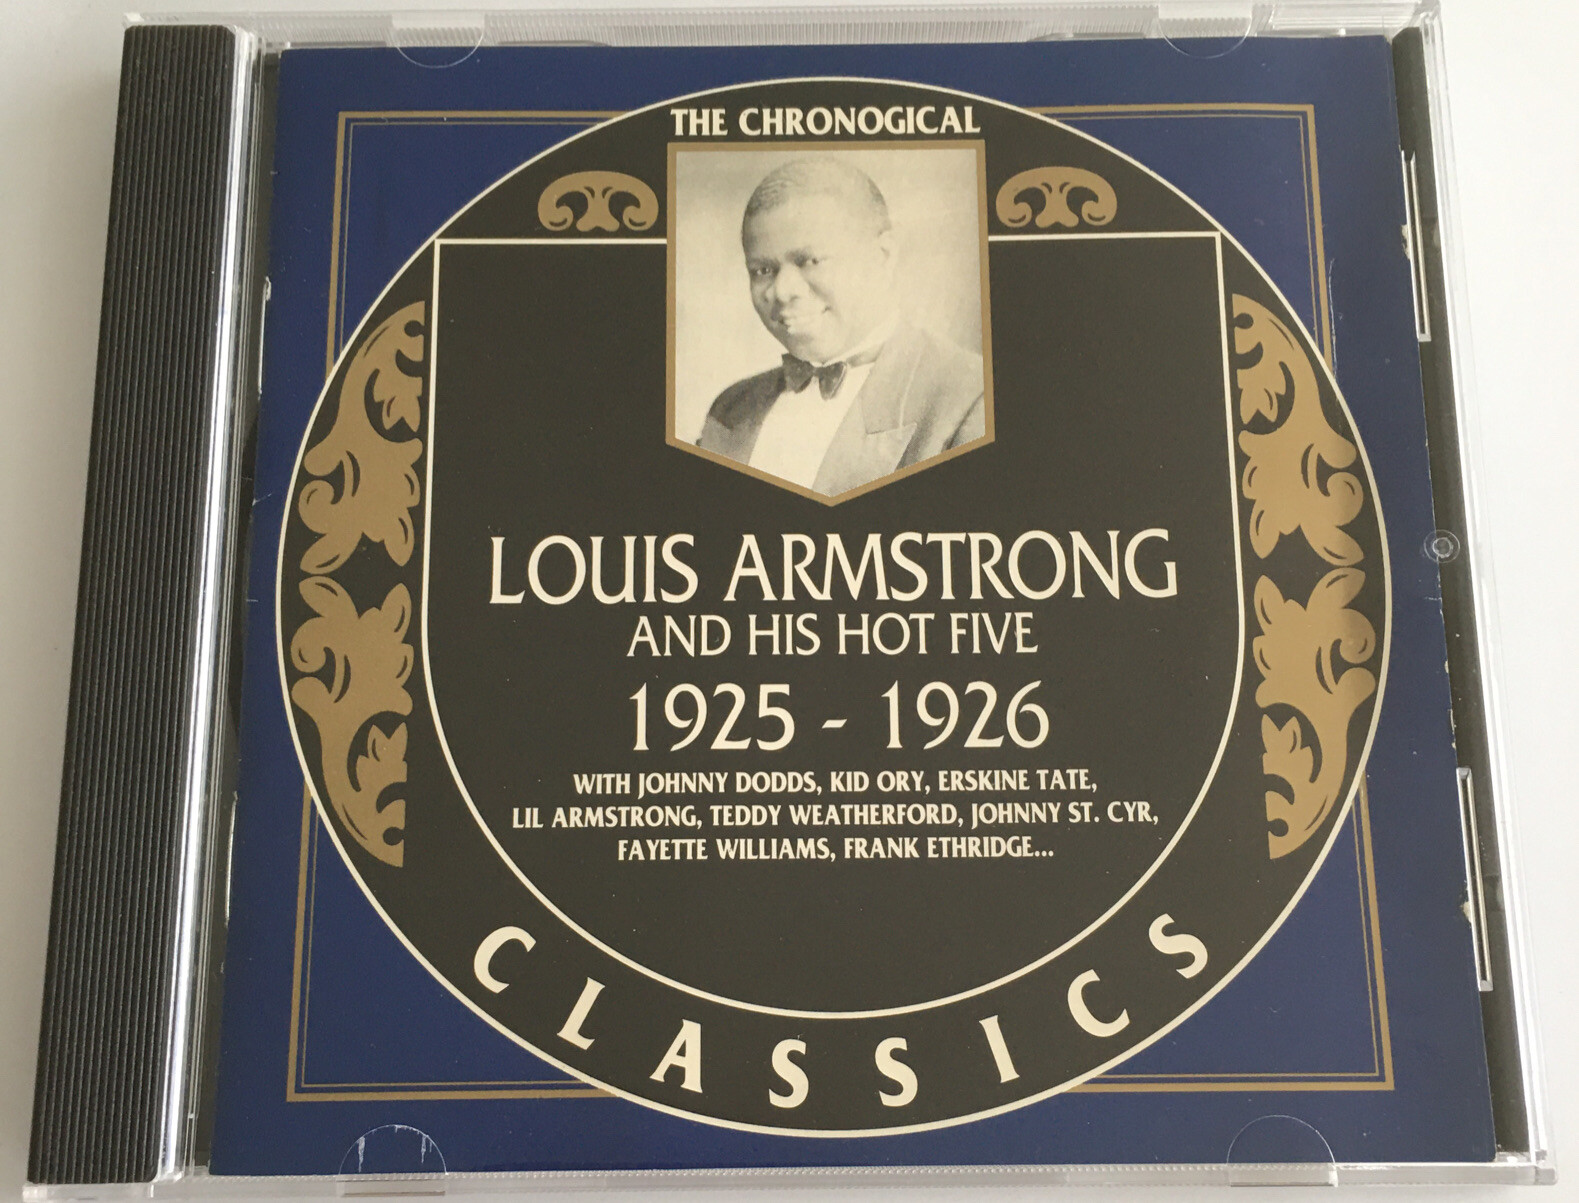 THE CHRONOGICAL
LOUIS ARMSTRONG
AND HIS HOT FIVE
1925 - 1926
WITH JOHNNY DODDS, KID ORY, ERSKINE TATE,
LIL ARMSTRONG, TEDDY WEATHERFORD, JOHNNY ST. CYR,
FAYETTE WILLIAMS, FRANK ETHRIDGE...
CLASSICS